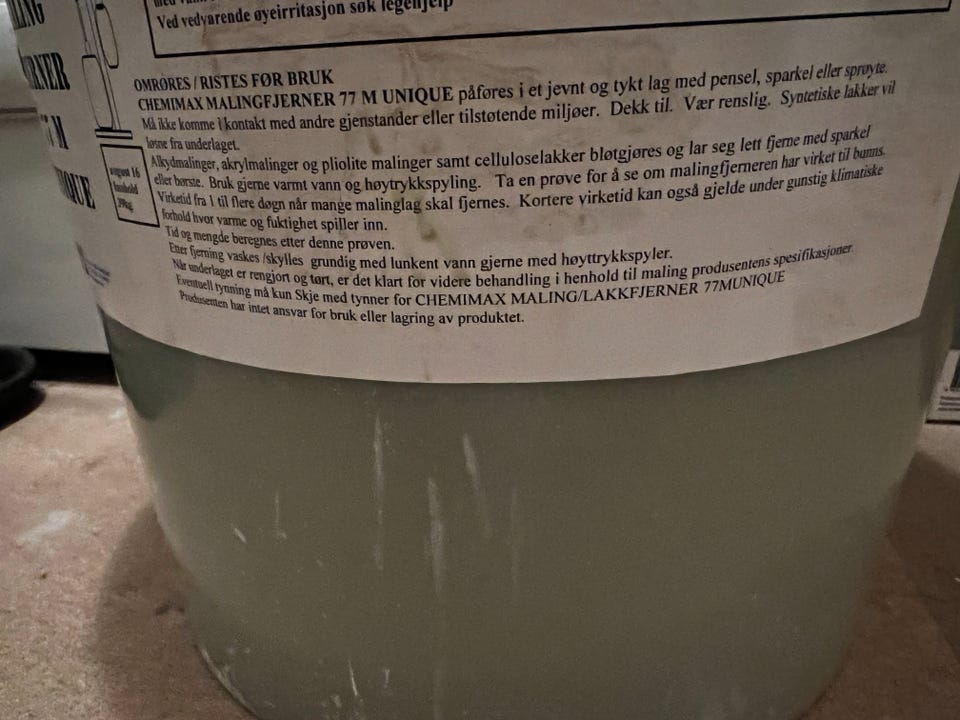 Ved vedvarende øyeirritasjon søk legehjelp
OMRØRES / RISTES FØR BRUK
CHEMIMAX MALINGFJERNER 77 M UNIQUE påføres i et jevnt og tykt lag med pensel, sparkel eller sprøyte.
Må ikke komme i kontakt med andre gjenstander eller tilstøtende miljøer. Dekk til. Vær renslig. Syntetiske lakker vil
løsne fra underlaget.
Alkydmalinger, akrylmalinger og pliolite malinger samt celluloselakker bløtgjøres og lar seg lett fjerne med sparkel
eller børste. Bruk gjerne varmt vann og høytrykkspyling. Ta en prøve for å se om malingfjerneren har virket til bunns.
Virketid fra 1 til flere døgn når mange malinglag skal fjernes. Kortere virketid kan også gjelde under gunstig klimatiske
forhold hvor varme og fuktighet spiller inn.
Tid og mengde beregnes etter denne prøven.
Etter fjerning vaskes /skylles grundig med lunkent vann gjerne med høyttrykkspyler.
Når underlaget er rengjort og tørt, er det klart for videre behandling i henhold til maling produsentens spesifikasjoner.
Eventuell tynning må kun Skje med tynner for CHEMIMAX MALING/LAKKFJERNER 77MUNIQUE
Produsenten har intet ansvar for bruk eller lagring av produktet.
august 16